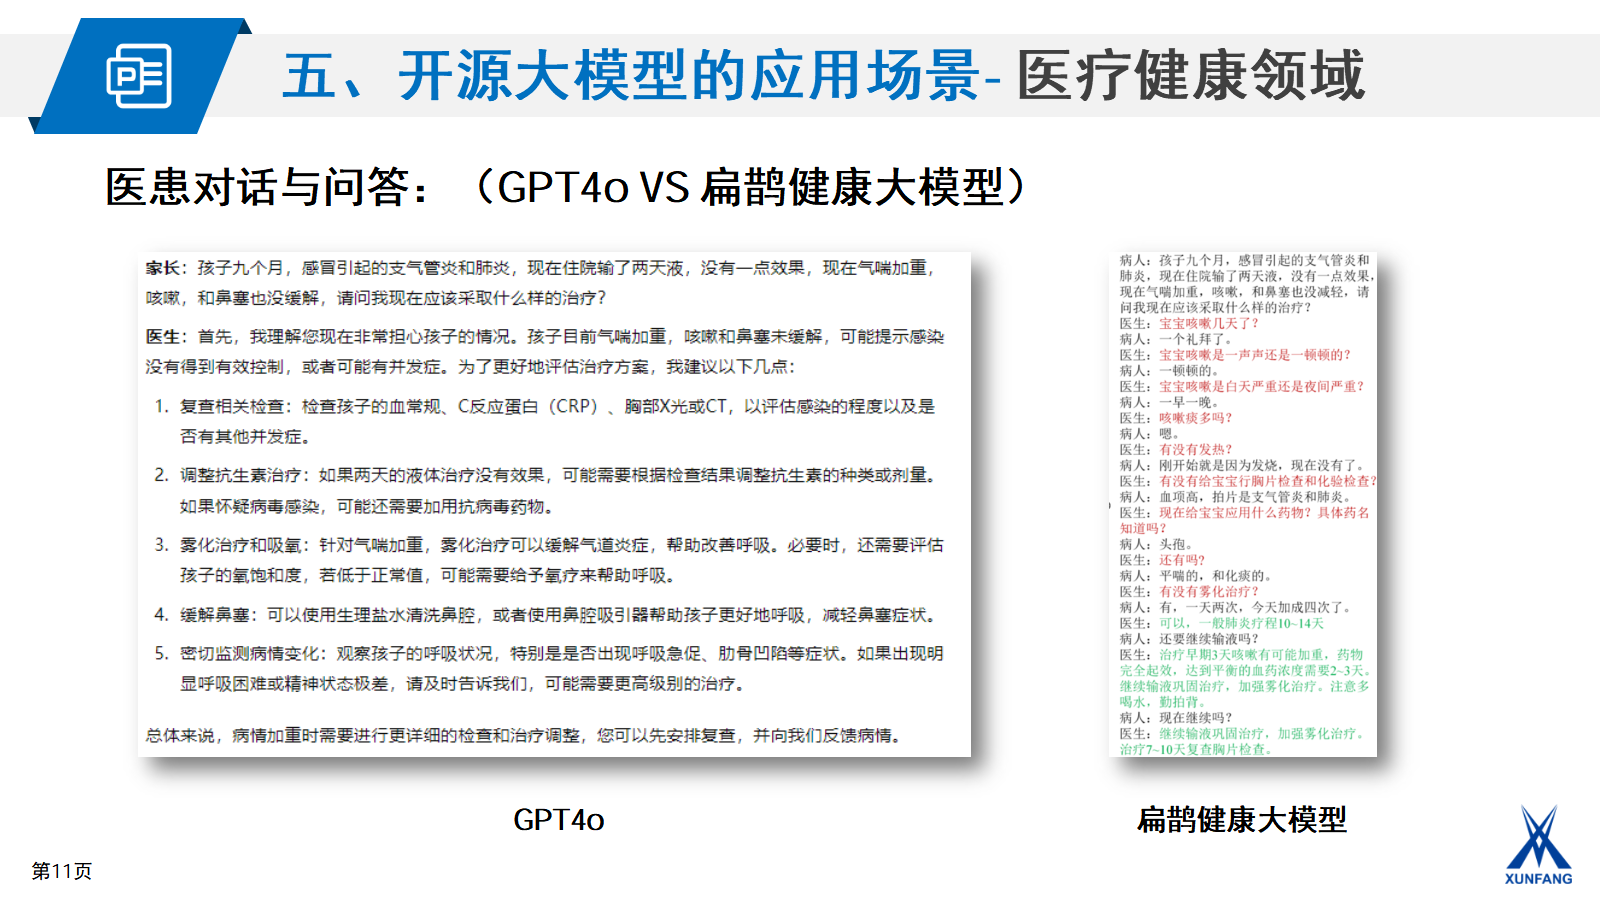 五、开源大模型的应用场景- 医疗健康领域
医患对话与问答：（GPT4o VS 扁鹊健康大模型）
家长：孩子九个月，感冒引起的支气管炎和肺炎，现在住院输了两天液，没有一点效果，现在气喘加重，
咳嗽，和鼻塞也没缓解，请问我现在应该采取什么样的治疗？
医生：首先，我理解您现在非常担心孩子的情况。孩子目前气喘加重，咳嗽和鼻塞未缓解，可能提示感染
没有得到有效控制，或者可能有并发症。为了更好地评估治疗方案，我建议以下几点：
1. 复查相关检查：检查孩子的血常规、C反应蛋白（CRP）、胸部X光或CT，以评估感染的程度以及是
否有其他并发症。
2. 调整抗生素治疗：如果两天的液体治疗没有效果，可能需要根据检查结果调整抗生素的种类或剂量。
如果怀疑病毒感染，可能还需要加用抗病毒药物。
3. 雾化治疗和吸氧：针对气喘加重，雾化治疗可以缓解气道炎症，帮助改善呼吸。必要时，还需要评估
孩子的氧饱和度，若低于正常值，可能需要给予氧疗来帮助呼吸。
4. 缓解鼻塞：可以使用生理盐水清洗鼻腔，或者使用鼻腔吸引器帮助孩子更好地呼吸，减轻鼻塞症状。
5. 密切监测病情变化：观察孩子的呼吸状况，特别是是否出现呼吸急促、肋骨凹陷等症状。如果出现明
显呼吸困难或精神状态极差，请及时告诉我们，可能需要更高级别的治疗。
总体来说，病情加重时需要进行更详细的检查和治疗调整，您可以先安排复查，并向我们反馈病情。
GPT4o
病人：孩子九个月，感冒引起的支气管炎和
肺炎，现在住院输了两天液，没有一点效果，
现在气喘加重，咳嗽，和鼻塞也没减轻，请
问我现在应该采取什么样的治疗？
医生：宝宝咳嗽几天了？
病人：一个礼拜了。
医生：宝宝咳嗽是一声声还是一顿顿的？
病人：一顿顿的。
医生：宝宝咳嗽是白天严重还是夜间严重？
病人：一早一晚。
医生：咳嗽痰多吗？
病人：嗯。
医生：有没有发热？
病人：刚开始就是因为发烧，现在没有了。
医生：有没有给宝宝行胸片检查和化验检查？
病人：血项高，拍片是支气管炎和肺炎。
医生：现在给宝宝应用什么药物？具体药名
知道吗？
病人：头孢。
医生：还有吗？
病人：平喘的，和化痰的。
医生：有没有雾化治疗？
病人：有，一天两次，今天加成四次了。
医生：可以，一般肺炎疗程10~14天
病人：还要继续输液吗？
医生：治疗早期3天咳嗽有可能加重，药物
完全起效，达到平衡的血药浓度需要2~3天。
继续输液巩固治疗，加强雾化治疗。注意多
喝水，勤拍背。
病人：现在继续吗？
医生：继续输液巩固治疗，加强雾化治疗。
治疗7~10天复查胸片检查。
扁鹊健康大模型
XUNFANG
第11页